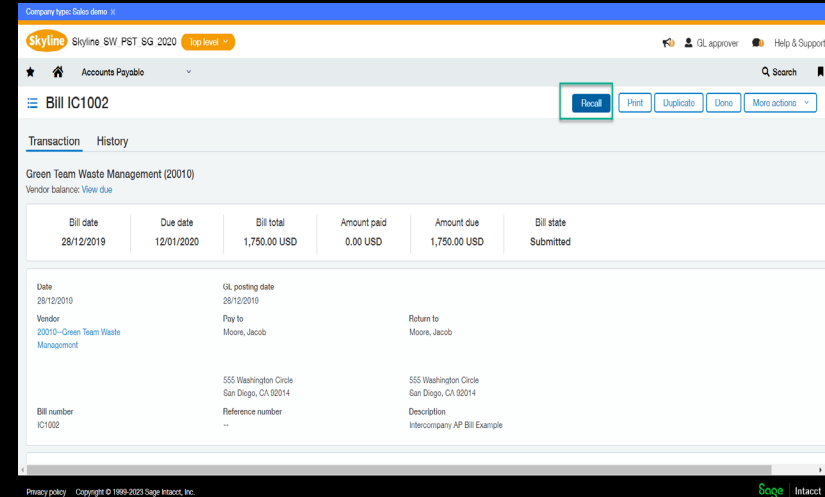 Company type: Sales demo ×
Skyline Skyline_SW_PST_SG_2020 Top level
GL approver Help & Support
Accounts Payable Search
Bill IC1002 Recall Print Duplicate Done More actions
Transaction History
Green Team Waste Management (20010)
Vendor balance: View due
Bill date Due date Bill total Amount paid Amount due Bill state
28/12/2019 12/01/2020 1,750.00 USD 0.00 USD 1,750.00 USD Submitted
Date GL posting date
28/12/2019 28/12/2019
Vendor Pay to Return to
20010--Green Team Waste Moore, Jacob Moore, Jacob
Management
555 Washington Circle 555 Washington Circle
San Diego, CA 92014 San Diego, CA 92014
Bill number Reference number Description
IC1002 -- Intercompany AP Bill Example
Privacy policy Copyright © 1999-2023 Sage Intacct, Inc. Sage Intacct